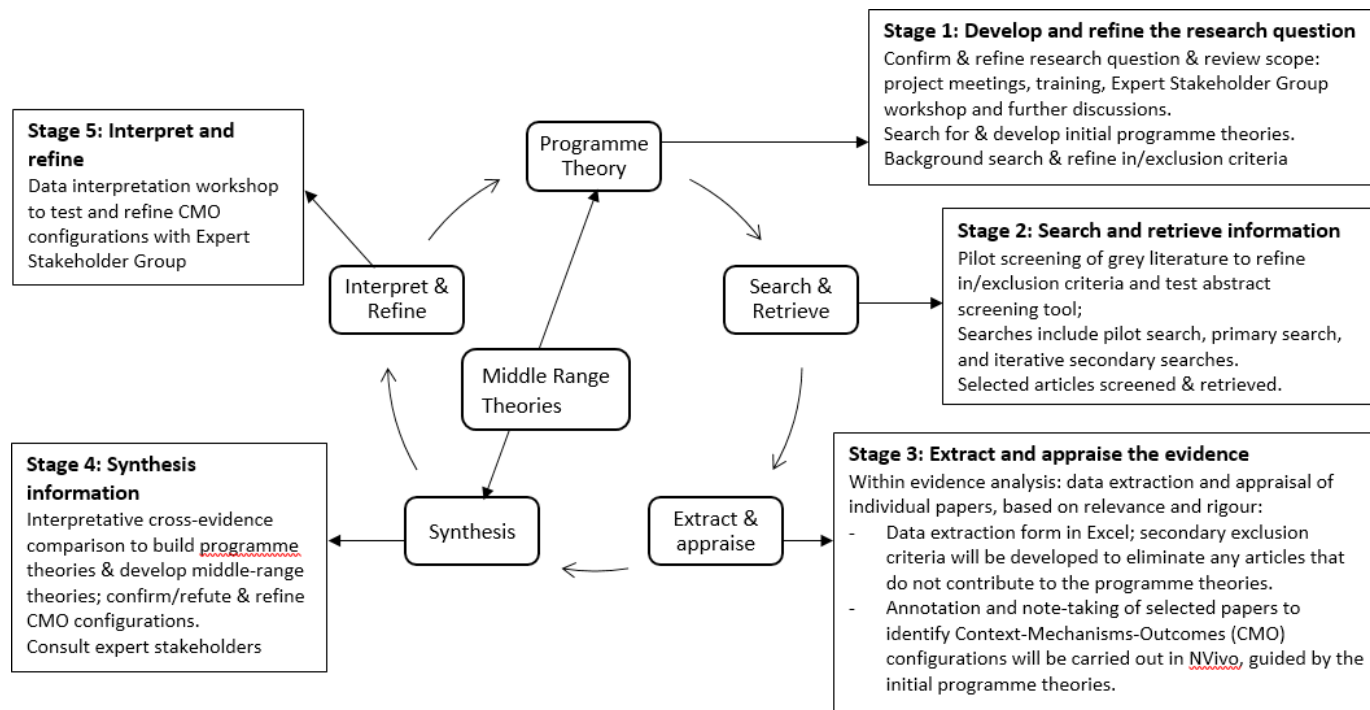 Stage 1: Develop and refine the research question
Confirm & refine research question & review scope:
project meetings, training, Expert Stakeholder Group
workshop and further discussions.
Search for & develop initial programme theories.
Background search & refine in/exclusion criteria
Stage 5: Interpret and
refine
Data interpretation workshop
to test and refine CMO
configurations with Expert
Stakeholder Group
Programme
Theory
Stage 2: Search and retrieve information
Pilot screening of grey literature to refine
in/exclusion criteria and test abstract
screening tool;
Searches include pilot search, primary search,
and iterative secondary searches.
Selected articles screened & retrieved.
Interpret &
Refine
Search &
Retrieve
Middle Range
Theories
Stage 4: Synthesis
information
Interpretative cross-evidence
comparison to build programme
theories & develop middle-range
theories; confirm/refute & refine
CMO configurations.
Consult expert stakeholders
Synthesis
Extract &
appraise
Stage 3: Extract and appraise the evidence
Within evidence analysis: data extraction and appraisal of
individual papers, based on relevance and rigour:
- Data extraction form in Excel; secondary exclusion
criteria will be developed to eliminate any articles that
do not contribute to the programme theories.
- Annotation and note-taking of selected papers to
identify Context-Mechanisms-Outcomes (CMO)
configurations will be carried out in NVivo, guided by the
initial programme theories.